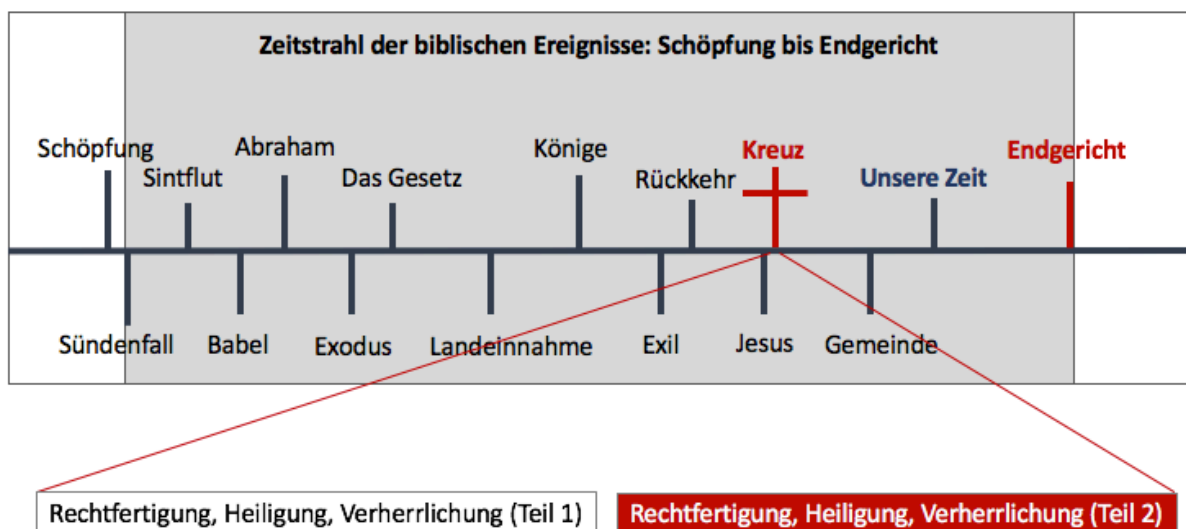 Zeitstrahl der biblischen Ereignisse: Schöpfung bis Endgericht
Schöpfung
Sintflut
Abraham
Das Gesetz
Könige
Rückkehr
Kreuz
Unsere Zeit
Endgericht
Sündenfall
Babel
Exodus
Landeinnahme
Exil
Jesus
Gemeinde
Rechtfertigung, Heiligung, Verherrlichung (Teil 1)
Rechtfertigung, Heiligung, Verherrlichung (Teil 2)